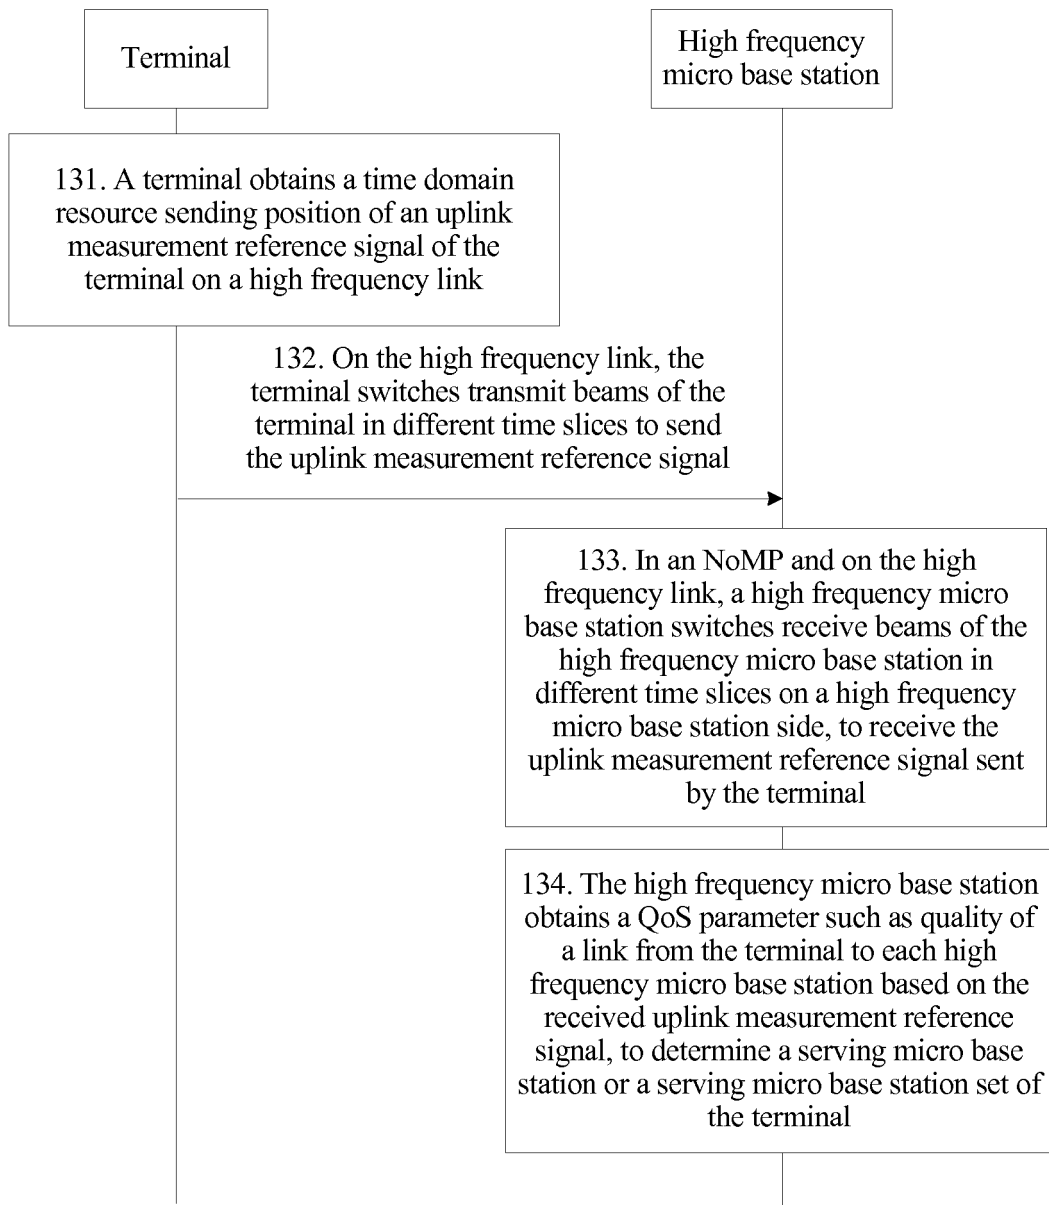 Terminal
High frequency
micro base station
131. A terminal obtains a time domain
resource sending position of an uplink
measurement reference signal of the
terminal on a high frequency link
132. On the high frequency link, the
terminal switches transmit beams of the
terminal in different time slices to send
the uplink measurement reference signal
133. In an NoMP and on the high
frequency link, a high frequency micro
base station switches receive beams of the
high frequency micro base station in
different time slices on a high frequency
micro base station side, to receive the
uplink measurement reference signal sent
by the terminal
134. The high frequency micro base station
obtains a QoS parameter such as quality of
a link from the terminal to each high
frequency micro base station based on the
received uplink measurement reference
signal, to determine a serving micro base
station or a serving micro base station set of
the terminal